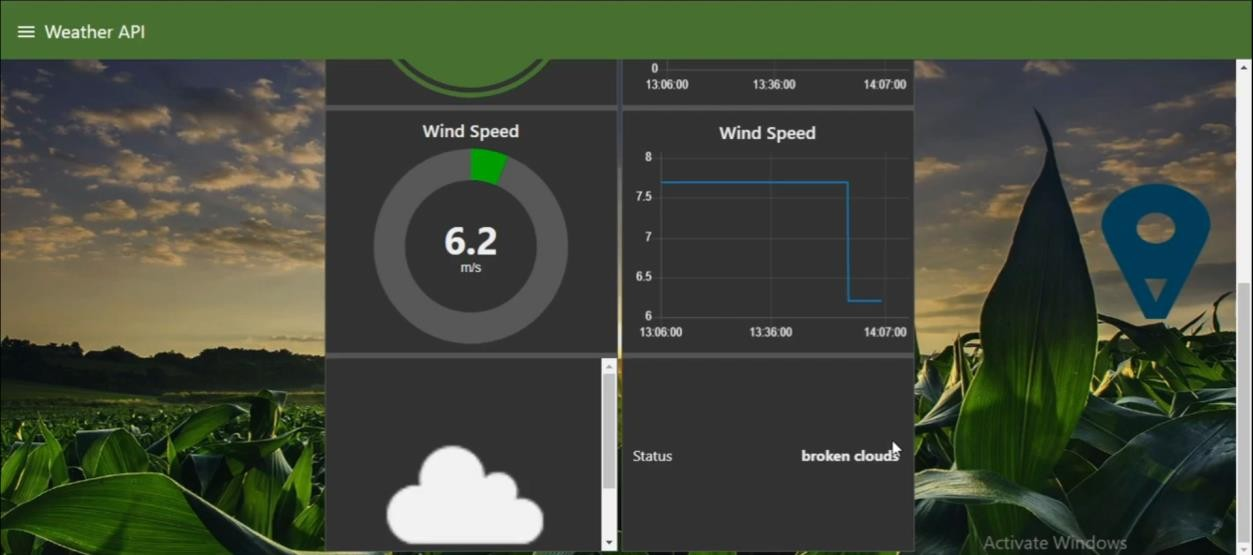 Weather API
0
13:06:00 13:36:00 14:07:00
Wind Speed
6.2
m/s
Wind Speed
8
7.5
7
6.5
6
13:06:00 13:36:00 14:07:00
Status broken clouds
Activate Windows